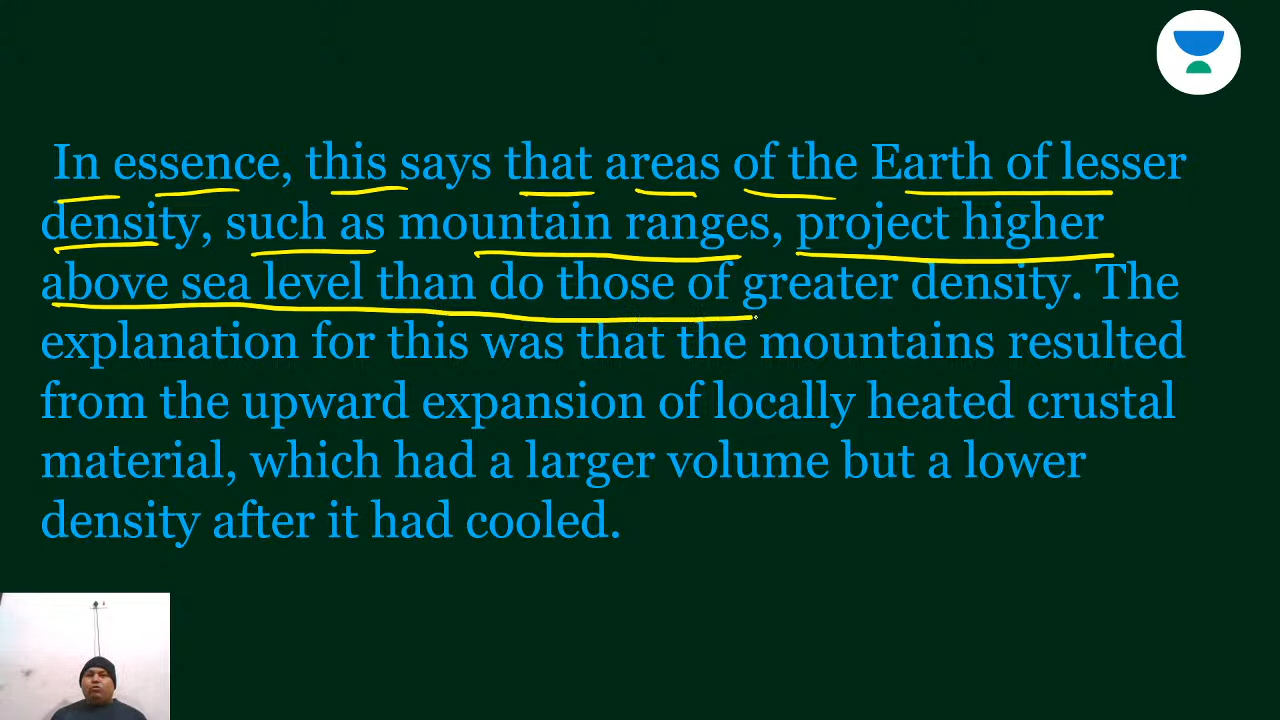 In essence, this says that areas of the Earth of lesser
density, such as mountain ranges, project higher
above sea level than do those of greater density. The
explanation for this was that the mountains resulted
from the upward expansion of locally heated crustal
material, which had a larger volume but a lower
density after it had cooled.